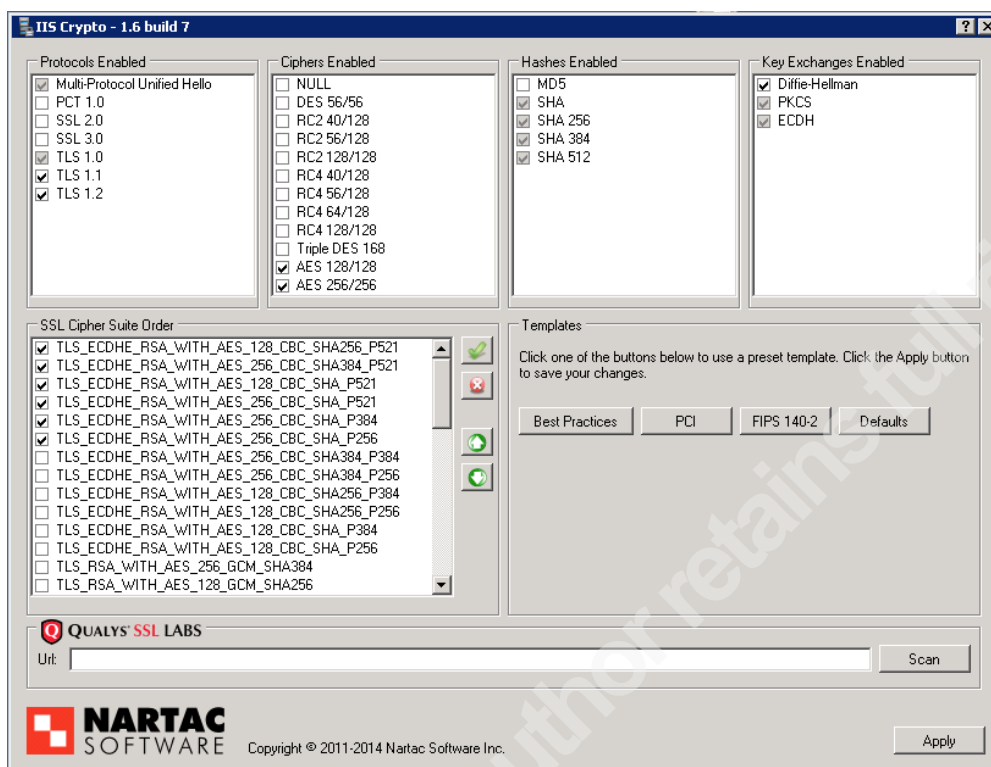 IIS Crypto - 1.6 build 7
Protocols Enabled
Multi-Protocol Unified Hello
PCT 1.0
SSL 2.0
SSL 3.0
TLS 1.0
TLS 1.1
TLS 1.2
Ciphers Enabled
NULL
DES 56/56
RC2 40/128
RC2 56/128
RC2 128/128
RC4 40/128
RC4 56/128
RC4 64/128
RC4 128/128
Triple DES 168
AES 128/128
AES 256/256
Hashes Enabled
MD5
SHA
SHA 256
SHA 384
SHA 512
Key Exchanges Enabled
Diffie-Hellman
PKCS
ECDH
SSL Cipher Suite Order
TLS_ECDHE_RSA_WITH_AES_128_CBC_SHA256_P521
TLS_ECDHE_RSA_WITH_AES_256_CBC_SHA384_P521
TLS_ECDHE_RSA_WITH_AES_128_CBC_SHA_P521
TLS_ECDHE_RSA_WITH_AES_256_CBC_SHA_P521
TLS_ECDHE_RSA_WITH_AES_256_CBC_SHA_P384
TLS_ECDHE_RSA_WITH_AES_256_CBC_SHA_P256
TLS_ECDHE_RSA_WITH_AES_256_CBC_SHA384_P384
TLS_ECDHE_RSA_WITH_AES_256_CBC_SHA384_P256
TLS_ECDHE_RSA_WITH_AES_128_CBC_SHA256_P384
TLS_ECDHE_RSA_WITH_AES_128_CBC_SHA256_P256
TLS_ECDHE_RSA_WITH_AES_128_CBC_SHA_P384
TLS_ECDHE_RSA_WITH_AES_128_CBC_SHA_P256
TLS_RSA_WITH_AES_256_GCM_SHA384
TLS_RSA_WITH_AES_128_GCM_SHA256
Templates
Click one of the buttons below to use a preset template. Click the Apply button
to save your changes.
Best Practices
PCI
FIPS 140-2
Defaults
QUALYS' SSL LABS
Url:
Scan
NARTAC
SOFTWARE
Copyright © 2011-2014 Nartac Software Inc.
Apply
uthor retains full